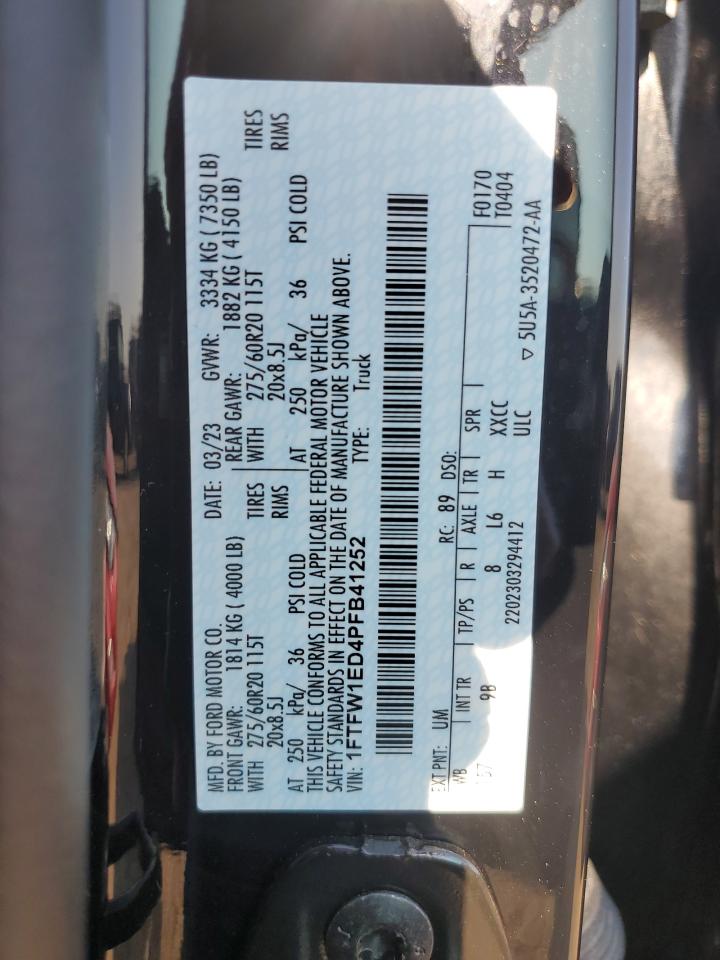 MFD. BY FORD MOTOR CO. DATE: 03/23 GVWR: 3334 KG ( 7350 LB)
FRONT GAWR: 1814 KG ( 4000 LB) REAR GAWR: 1882 KG ( 4150 LB)
WITH 275/60R20 115T TIRES WITH 275/60R20 115T TIRES
20x8.5J RIMS 20x8.5J RIMS
AT 250 kPa/ 36 PSI COLD AT 250 kPa/ 36 PSI COLD
THIS VEHICLE CONFORMS TO ALL APPLICABLE FEDERAL MOTOR VEHICLE
SAFETY STANDARDS IN EFFECT ON THE DATE OF MANUFACTURE SHOWN ABOVE.
VIN: 1FTFW1ED4PFB41252 TYPE: Truck
EXT PNT: UM RC: 89 DSO:
WB INT TR TP/PS R AXLE TR SPR F0170
157 9B 8 L6 H XXCC T0404
2202303294412 ULC ▽ 5U5A-3520472-AA